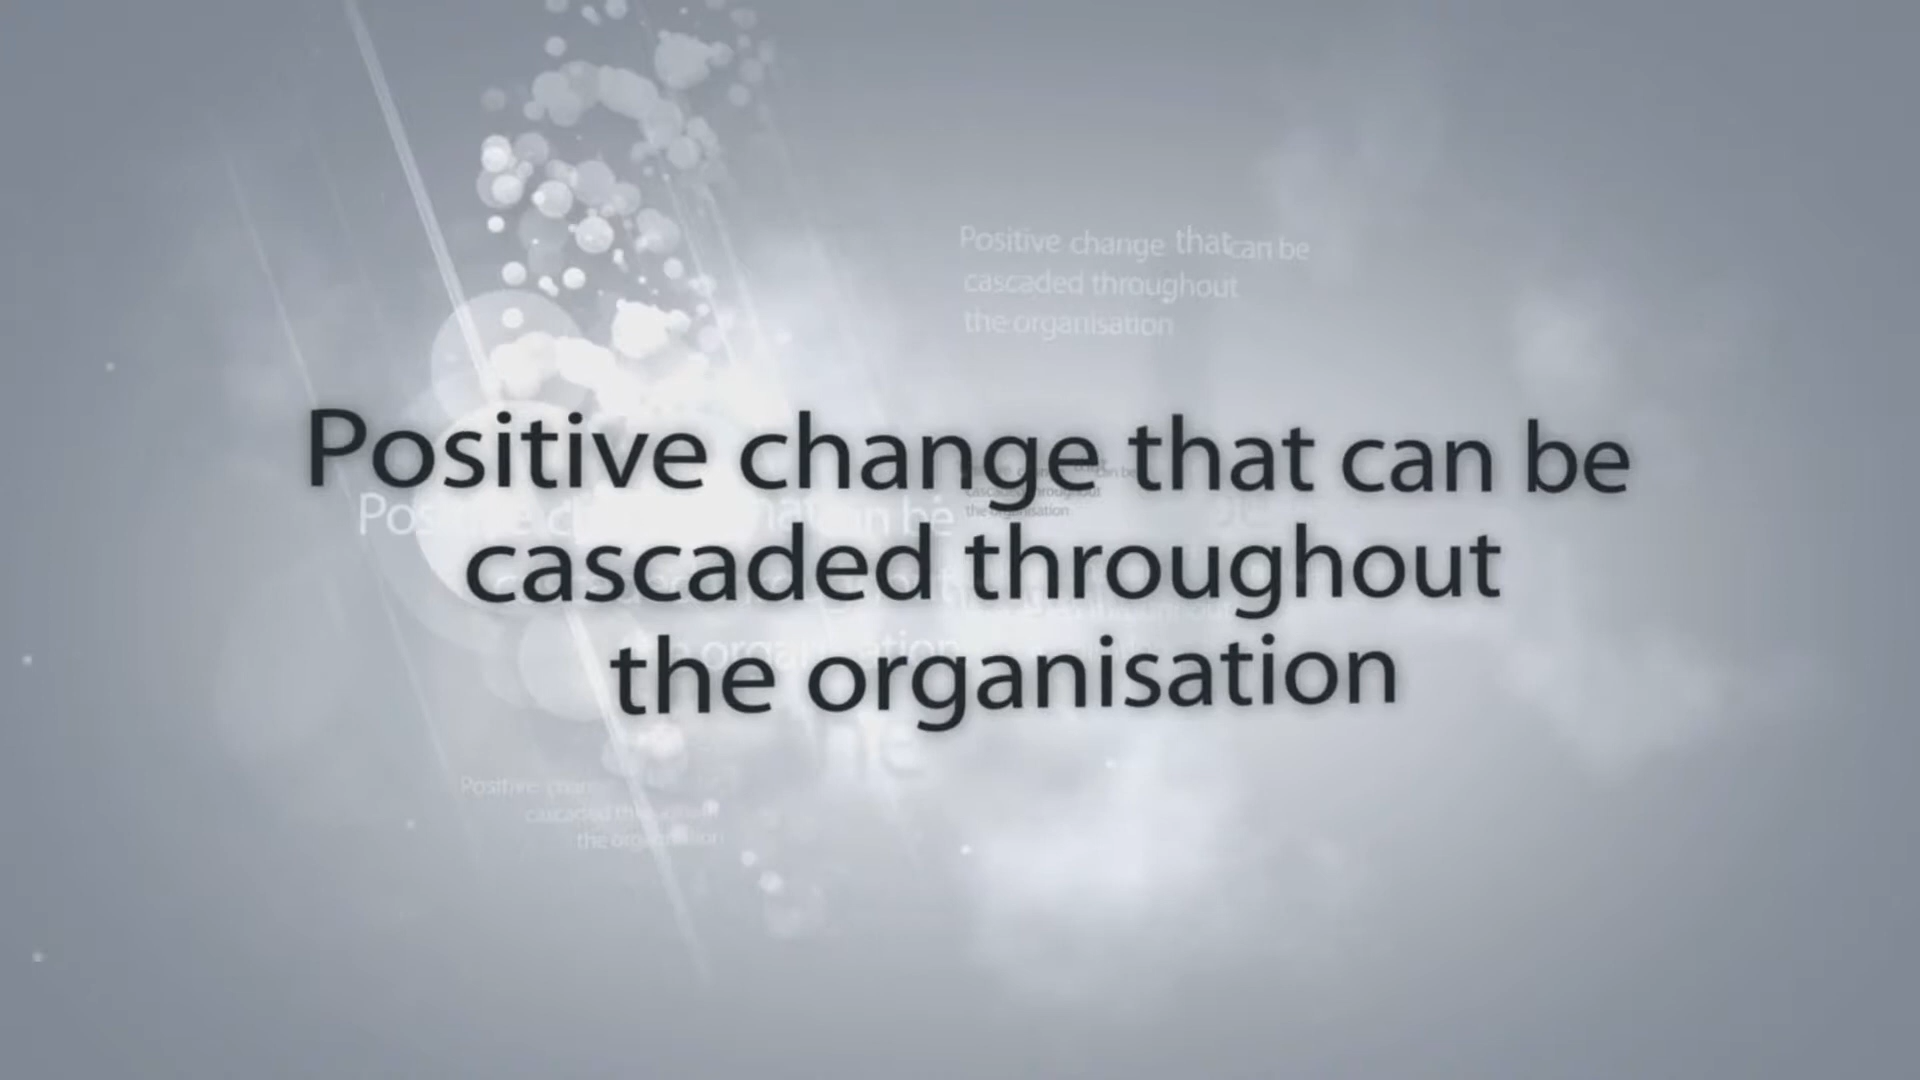 Positive change that can be
cascaded throughout
the organisation
Positive change that can be
cascaded throughout
the organisation